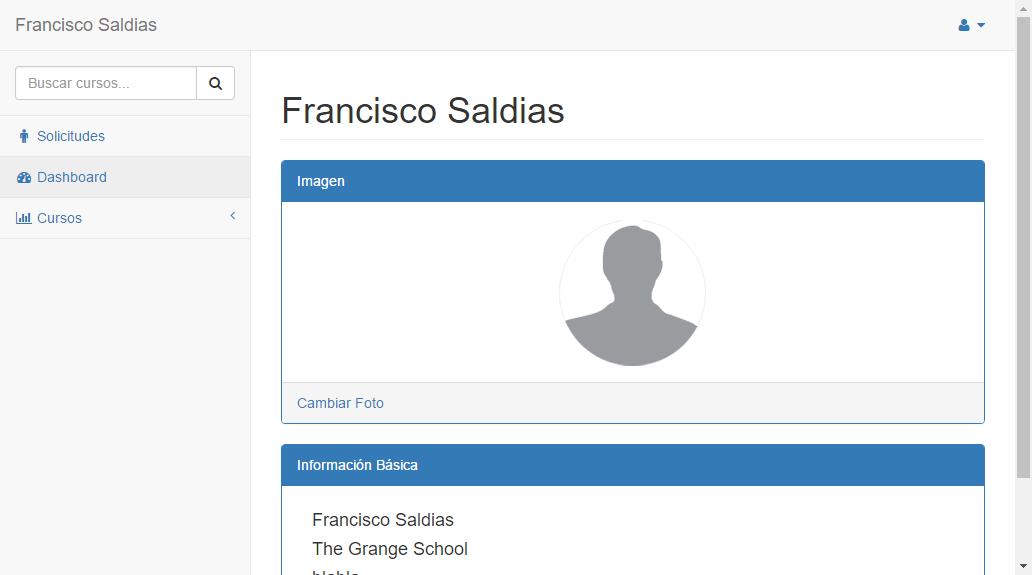 Francisco Saldias
Buscar cursos...
Solicitudes
Dashboard
Cursos
Francisco Saldias
Imagen
Cambiar Foto
Información Básica
Francisco Saldias
The Grange School